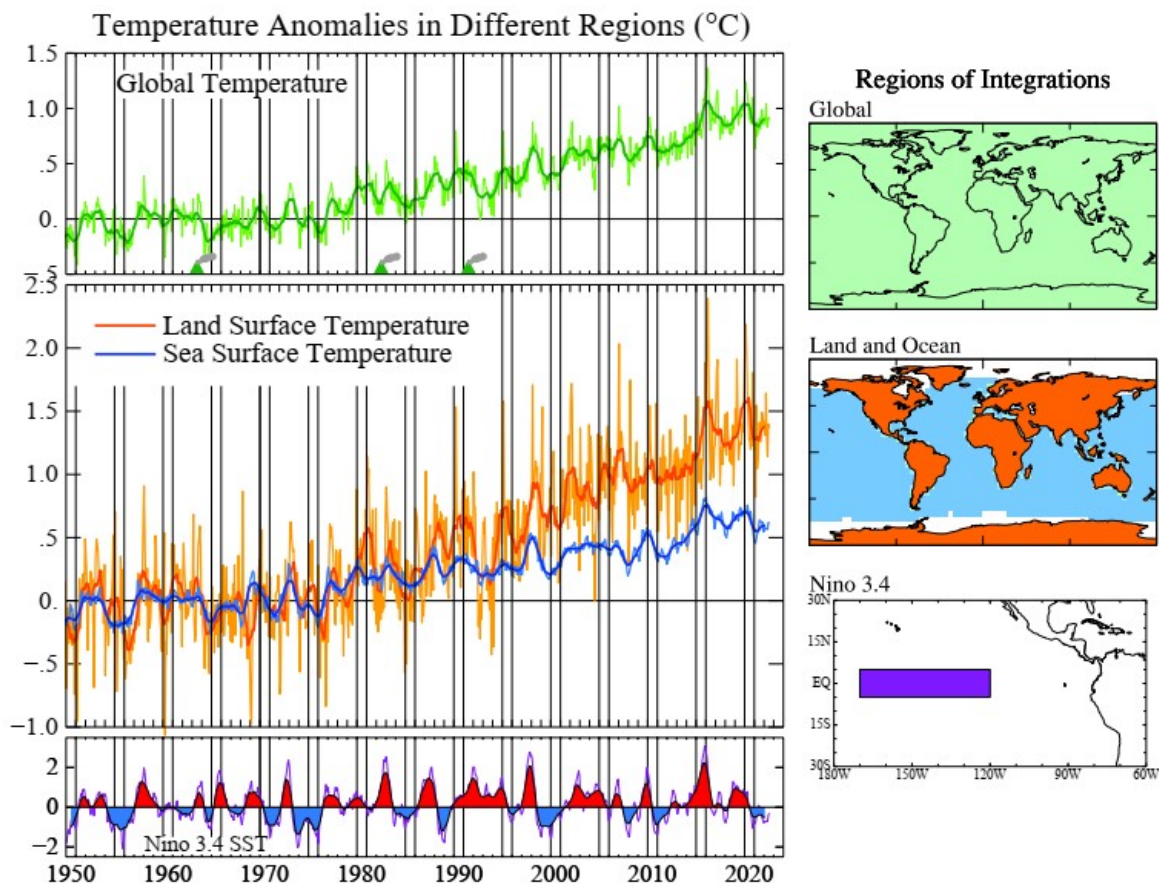 Temperature Anomalies in Different Regions (°C)
1.5
Global Temperature
1.0
.5
0.
-.5
2.5
Land Surface Temperature
Sea Surface Temperature
2.0
1.5
1.0
.5
0.
-.5
-1.0
2
0
-2
Nino 3.4 SST
1950 1960 1970 1980 1990 2000 2010 2020
Regions of Integrations
Global
Land and Ocean
Nino 3.4
30N
15N
EQ
15S
30S
180W 150W 120W 90W 60W